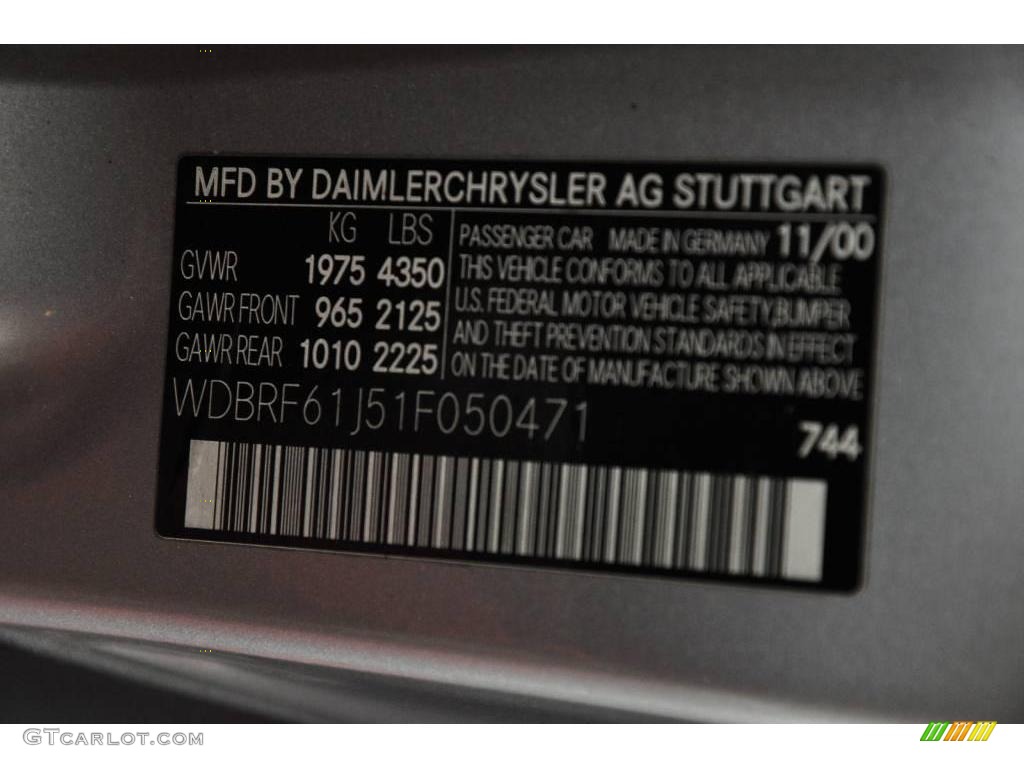 MFD BY DAIMLERCHRYSLER AG STUTTGART
KG LBS
GVWR 1975 4350
GAWR FRONT 965 2125
GAWR REAR 1010 2225
PASSENGER CAR MADE IN GERMANY 11/00
THIS VEHICLE CONFORMS TO ALL APPLICABLE
U.S. FEDERAL MOTOR VEHICLE SAFETY,BUMPER
AND THEFT PREVENTION STANDARDS IN EFFECT
ON THE DATE OF MANUFACTURE SHOWN ABOVE
WDBRF61J51F050471
744
GTCARLOT.COM